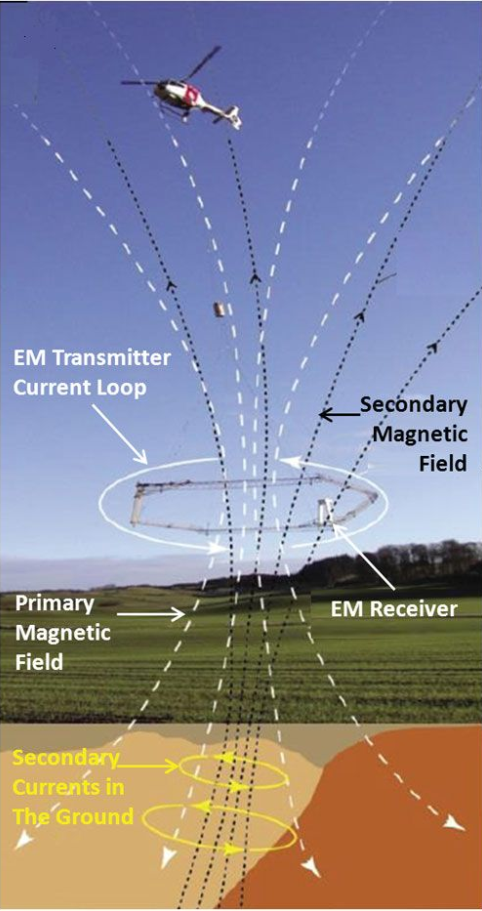 EM Transmitter
Current Loop
Secondary
Magnetic
Field
Primary
Magnetic
Field
EM Receiver
Secondary
Currents in
The Ground